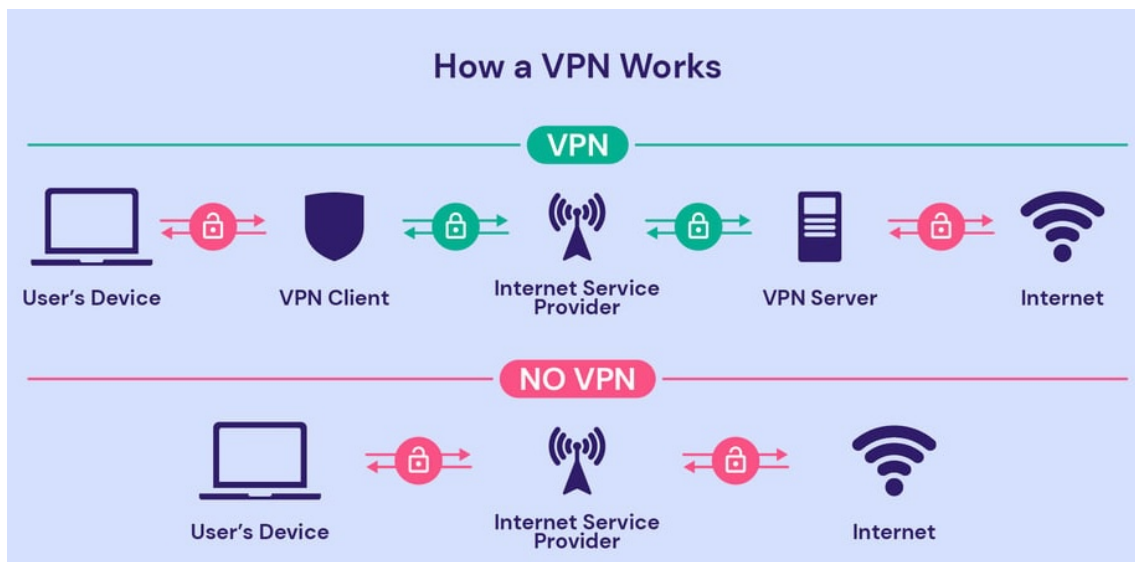 How a VPN Works
VPN
User's Device
VPN Client
Internet Service
Provider
VPN Server
Internet
NO VPN
User's Device
Internet Service
Provider
Internet